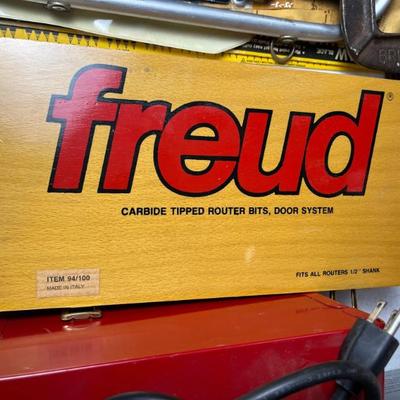 freud®
CARBIDE TIPPED ROUTER BITS, DOOR SYSTEM
ITEM 94/100
MADE IN ITALY
FITS ALL ROUTERS 1/2" SHANK